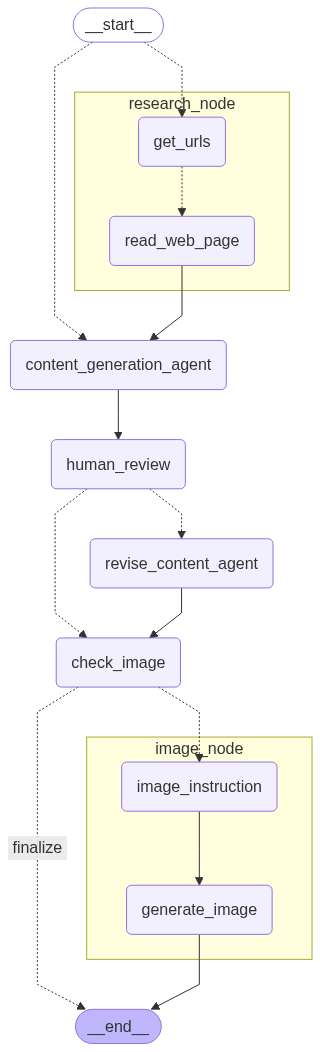 __start__
research_node
get_urls
read_web_page
content_generation_agent
human_review
revise_content_agent
check_image
image_node
image_instruction
finalize
generate_image
__end__